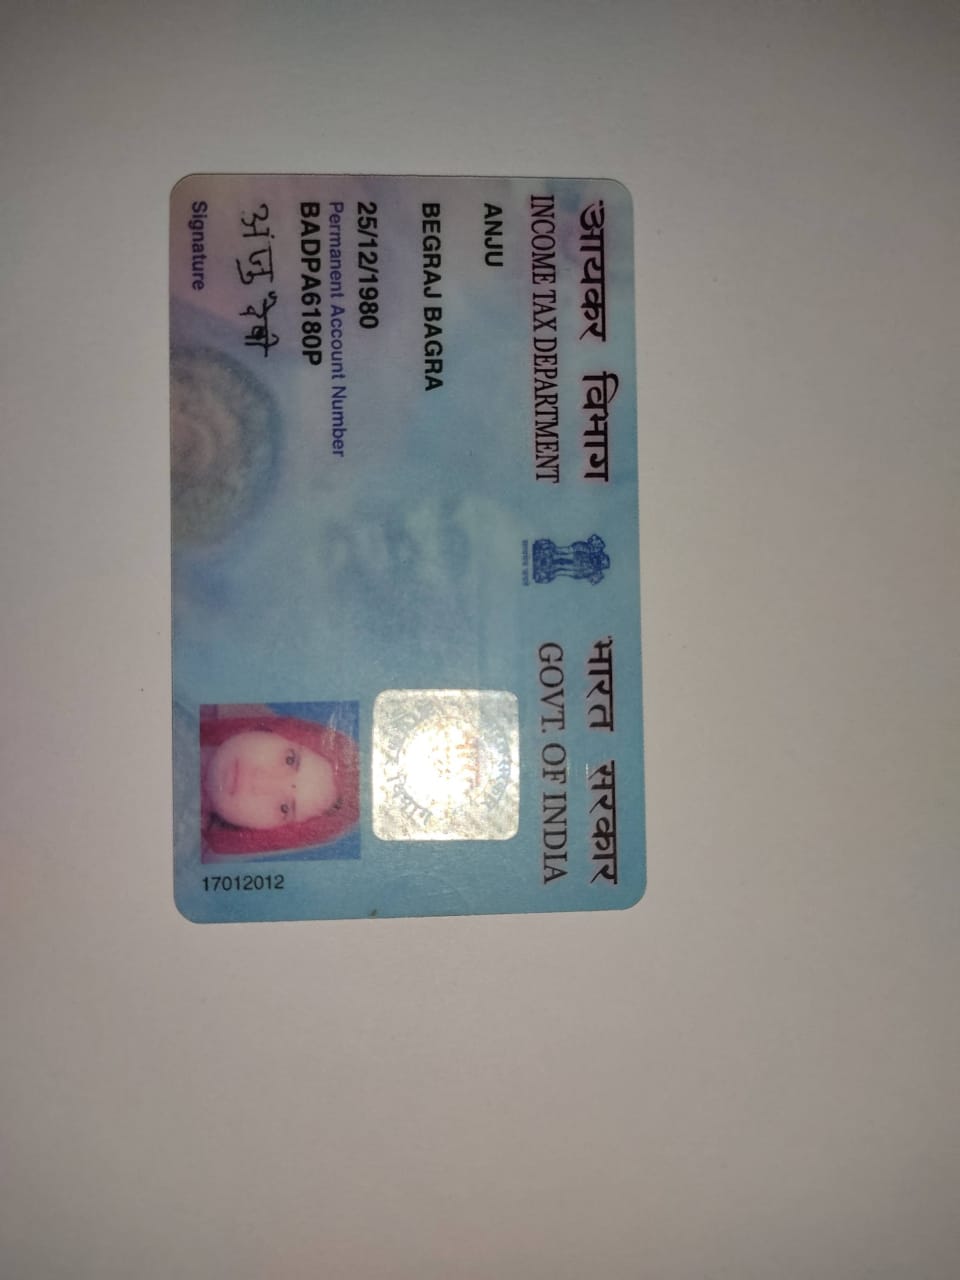 आयकर विभाग
INCOME TAX DEPARTMENT
भारत सरकार
GOVT. OF INDIA
ANJU
BEGRAJ BAGRA
25/12/1980
Permanent Account Number
BADPA6180P
अंजु देवी
Signature
17012012